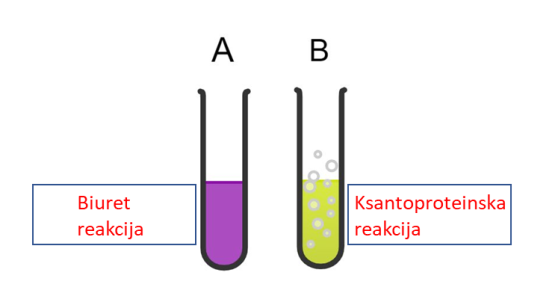 A
B
Biuret
reakcija
Ksantoproteinska
reakcija